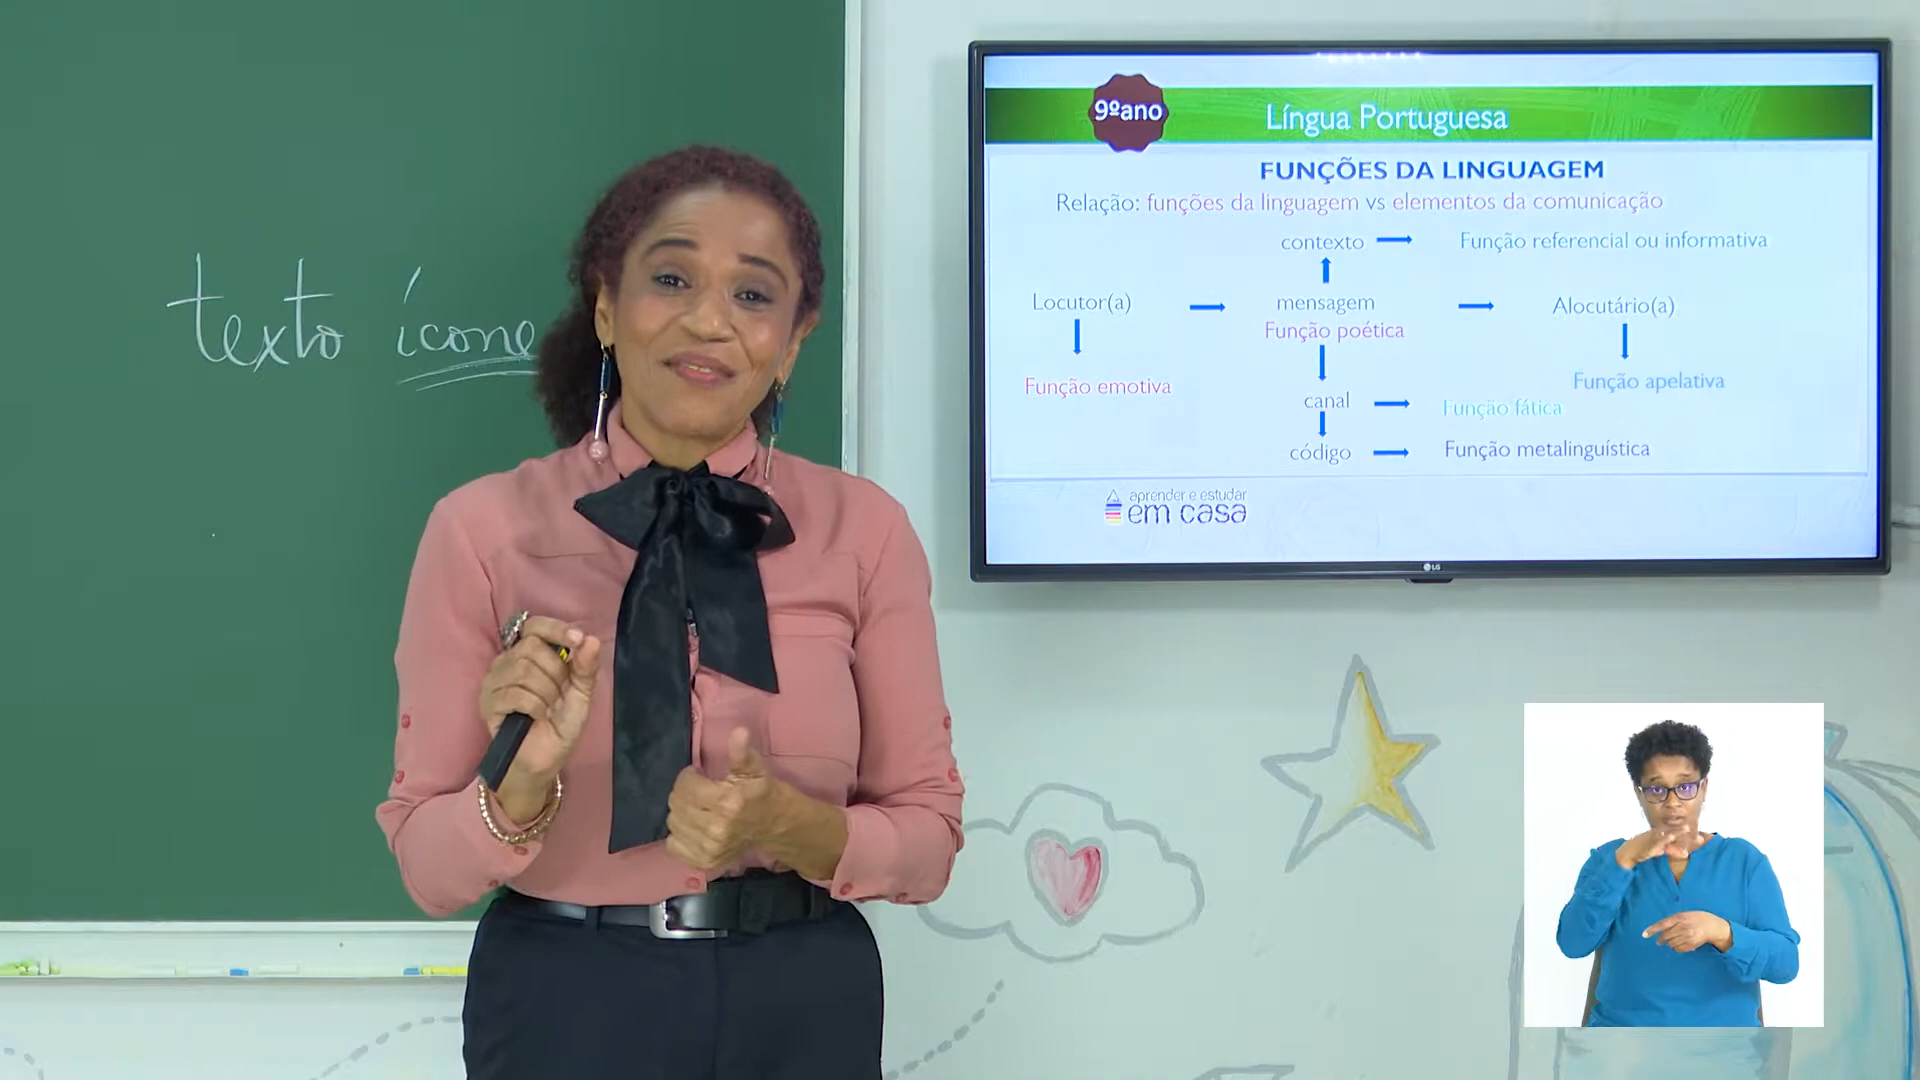 texto ícone
9ºano
Língua Portuguesa
FUNÇÕES DA LINGUAGEM
Relação: funções da linguagem vs elementos da comunicação
contexto Função referencial ou informativa
Locutor(a) mensagem Alocutário(a)
Função poética
Função emotiva Função apelativa
canal Função fática
código Função metalinguística
aprender e estudar
em casa
LG